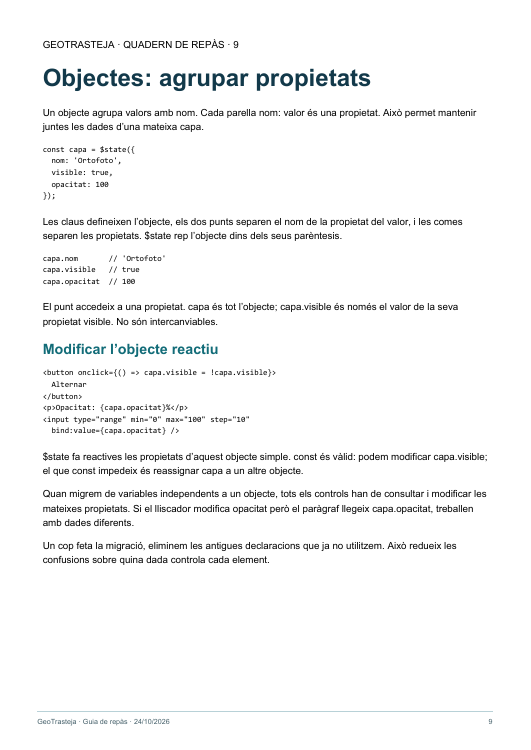 GEOTRASTEJA · QUADERN DE REPÀS · 9
Objectes: agrupar propietats
Un objecte agrupa valors amb nom. Cada parella nom: valor és una propietat. Això permet mantenir
juntes les dades d’una mateixa capa.
const capa = $state({
  nom: 'Ortofoto',
  visible: true,
  opacitat: 100
});
Les claus defineixen l’objecte, els dos punts separen el nom de la propietat del valor, i les comes
separen les propietats. $state rep l’objecte dins dels seus parèntesis.
capa.nom       // 'Ortofoto'
capa.visible   // true
capa.opacitat  // 100
El punt accedeix a una propietat. capa és tot l’objecte; capa.visible és només el valor de la seva
propietat visible. No són intercanviables.
Modificar l’objecte reactiu
<button onclick={() => capa.visible = !capa.visible}>
  Alternar
</button>
<p>Opacitat: {capa.opacitat}%</p>
<input type="range" min="0" max="100" step="10"
  bind:value={capa.opacitat} />
$state fa reactives les propietats d’aquest objecte simple. const és vàlid: podem modificar capa.visible;
el que const impedeix és reassignar capa a un altre objecte.
Quan migrem de variables independents a un objecte, tots els controls han de consultar i modificar les
mateixes propietats. Si el lliscador modifica opacitat però el paràgraf llegeix capa.opacitat, treballen
amb dades diferents.
Un cop feta la migració, eliminem les antigues declaracions que ja no utilitzem. Això redueix les
confusions sobre quina dada controla cada element.
GeoTrasteja · Guia de repàs · 24/10/2026
9